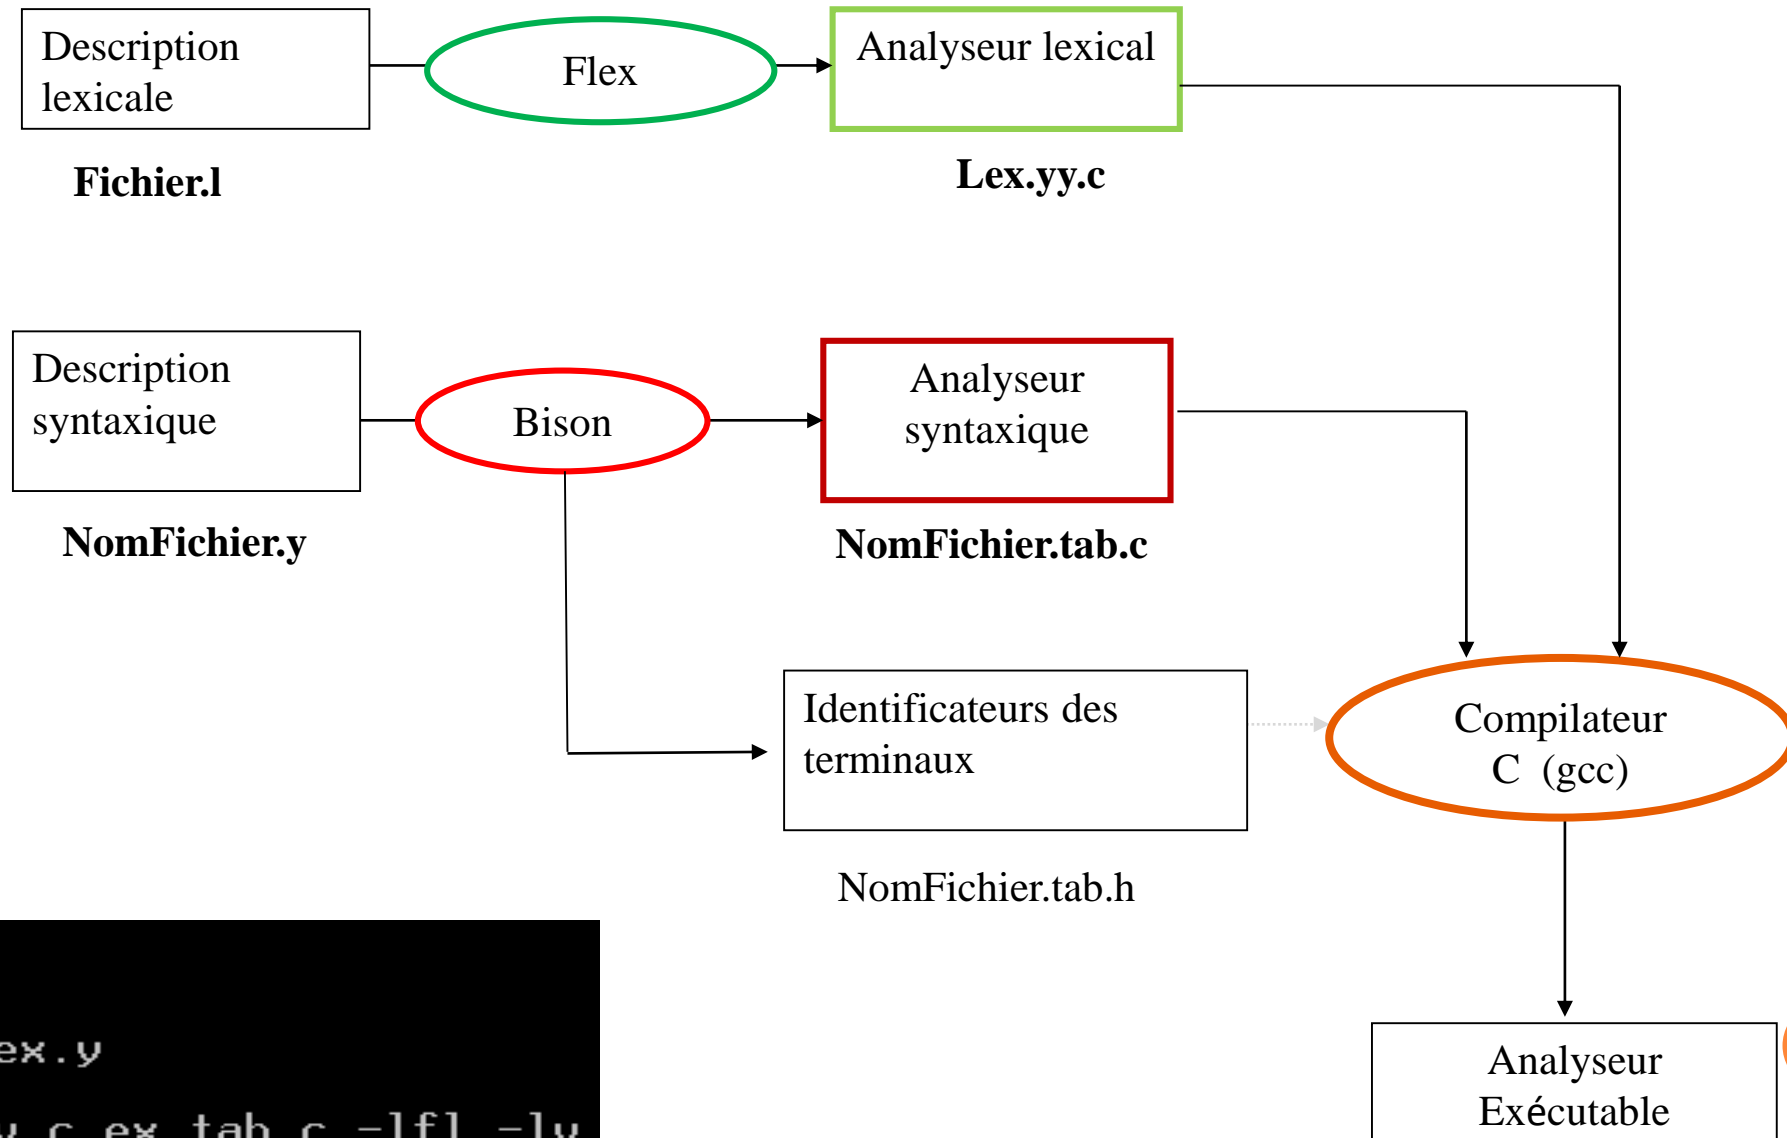 Description
lexicale
Flex
Analyseur lexical
Fichier.l
Lex.yy.c
Description
syntaxique
Bison
Analyseur
syntaxique
NomFichier.y
NomFichier.tab.c
Identificateurs des
terminaux
Compilateur
C (gcc)
NomFichier.tab.h
ex.y
c ex tab c -lfl -ly
Analyseur
Exécutable